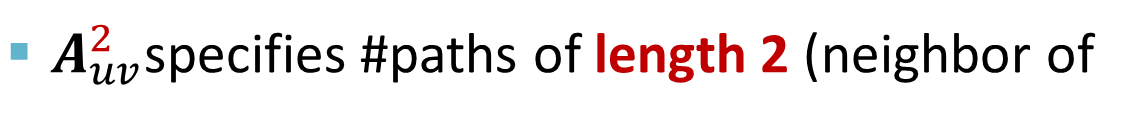 ▪ A²ᵤᵥ specifies #paths of length 2 (neighbor of